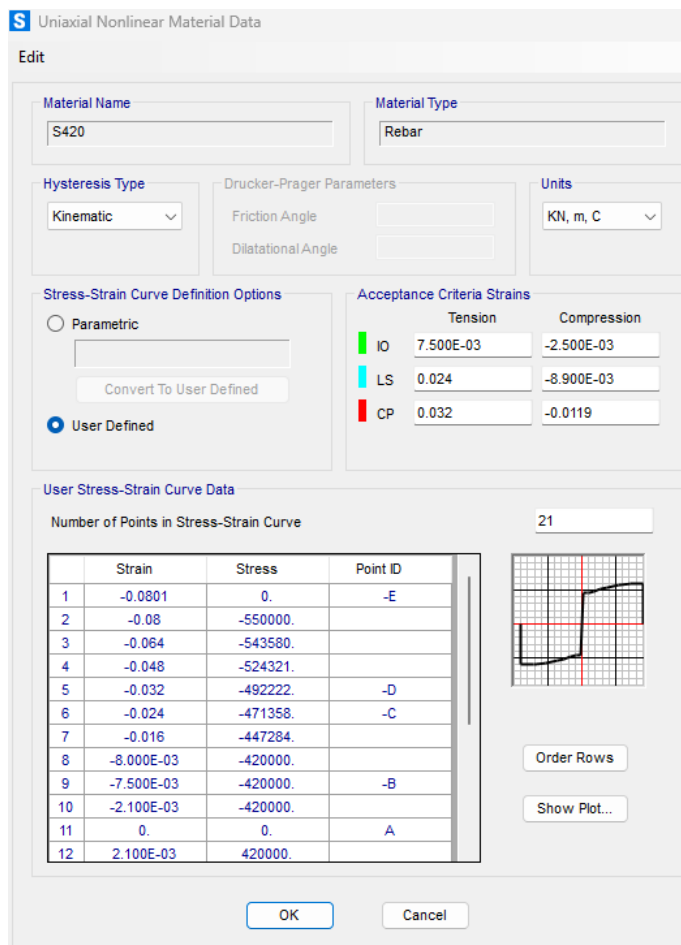 S Uniaxial Nonlinear Material Data
Edit
Material Name
S420
Material Type
Rebar
Hysteresis Type
Kinematic
Drucker-Prager Parameters
Friction Angle
Dilatational Angle
Units
KN, m, C
Stress-Strain Curve Definition Options
Parametric
Convert To User Defined
User Defined
Acceptance Criteria Strains
Tension Compression
IO 7.500E-03 -2.500E-03
LS 0.024 -8.900E-03
CP 0.032 -0.0119
User Stress-Strain Curve Data
Number of Points in Stress-Strain Curve 21
Strain Stress Point ID
1 -0.0801 0. -E
2 -0.08 -550000.
3 -0.064 -543580.
4 -0.048 -524321.
5 -0.032 -492222. -D
6 -0.024 -471358. -C
7 -0.016 -447284.
8 -8.000E-03 -420000.
9 -7.500E-03 -420000. -B
10 -2.100E-03 -420000.
11 0. 0. A
12 2.100E-03 420000.
Order Rows
Show Plot...
OK Cancel